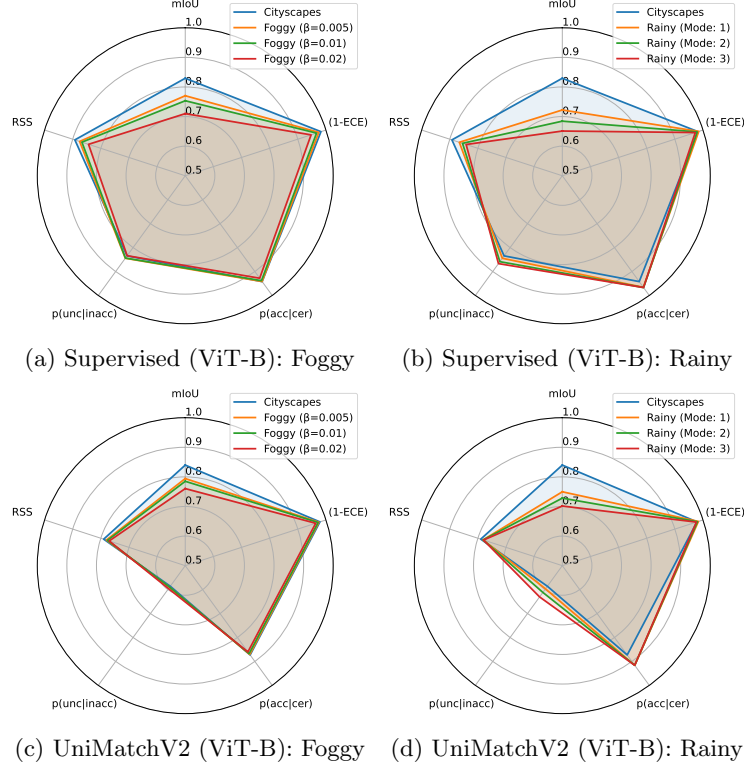 mIoU
1.0
0.9
0.8
0.7
0.6
0.5
Cityscapes
Foggy (β=0.005)
Foggy (β=0.01)
Foggy (β=0.02)
RSS
(1-ECE)
p(unc|inacc)
p(acc|cer)
(a) Supervised (ViT-B): Foggy
mIoU
1.0
0.9
0.8
0.7
0.6
0.5
Cityscapes
Rainy (Mode: 1)
Rainy (Mode: 2)
Rainy (Mode: 3)
RSS
(1-ECE)
p(unc|inacc)
p(acc|cer)
(b) Supervised (ViT-B): Rainy
mIoU
1.0
0.9
0.8
0.7
0.6
0.5
Cityscapes
Foggy (β=0.005)
Foggy (β=0.01)
Foggy (β=0.02)
RSS
(1-ECE)
p(unc|inacc)
p(acc|cer)
(c) UniMatchV2 (ViT-B): Foggy
mIoU
1.0
0.9
0.8
0.7
0.6
0.5
Cityscapes
Rainy (Mode: 1)
Rainy (Mode: 2)
Rainy (Mode: 3)
RSS
(1-ECE)
p(unc|inacc)
p(acc|cer)
(d) UniMatchV2 (ViT-B): Rainy